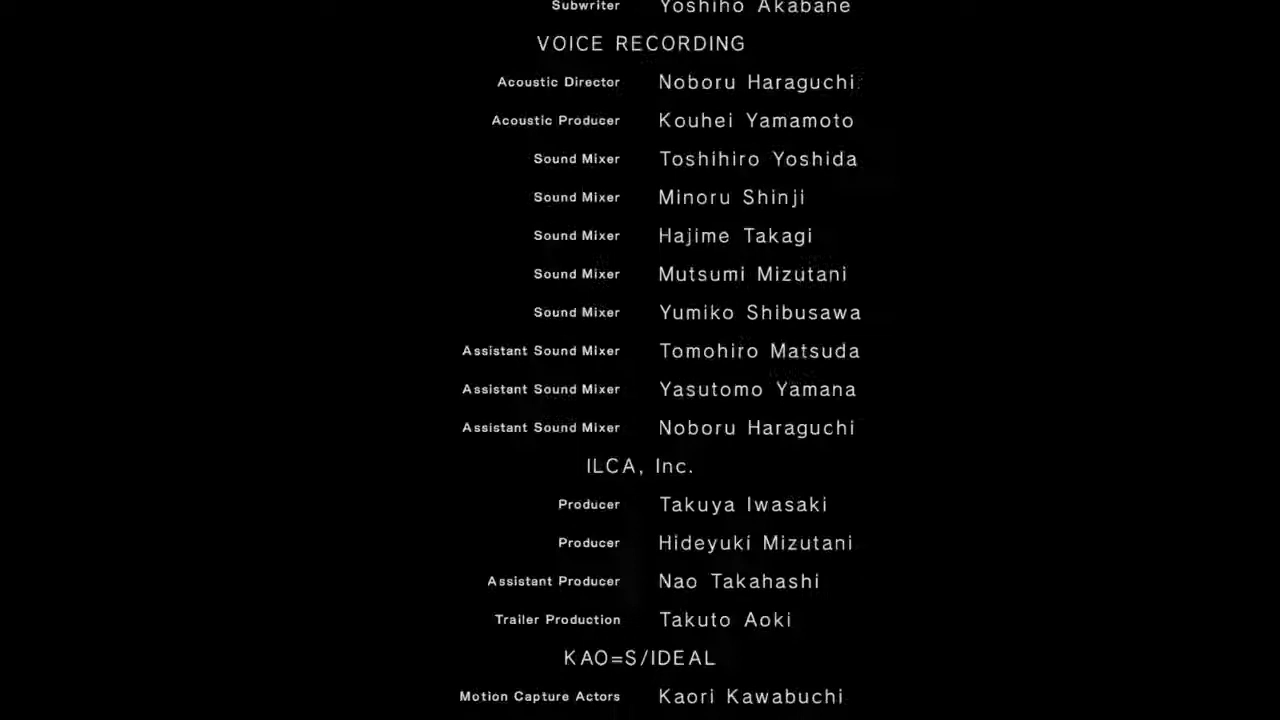 Subwriter Yoshiho Akabane
VOICE RECORDING
Acoustic Director Noboru Haraguchi
Acoustic Producer Kouhei Yamamoto
Sound Mixer Toshihiro Yoshida
Sound Mixer Minoru Shinji
Sound Mixer Hajime Takagi
Sound Mixer Mutsumi Mizutani
Sound Mixer Yumiko Shibusawa
Assistant Sound Mixer Tomohiro Matsuda
Assistant Sound Mixer Yasutomo Yamana
Assistant Sound Mixer Noboru Haraguchi
ILCA, Inc.
Producer Takuya Iwasaki
Producer Hideyuki Mizutani
Assistant Producer Nao Takahashi
Trailer Production Takuto Aoki
KAO=S/IDEAL
Motion Capture Actors Kaori Kawabuchi